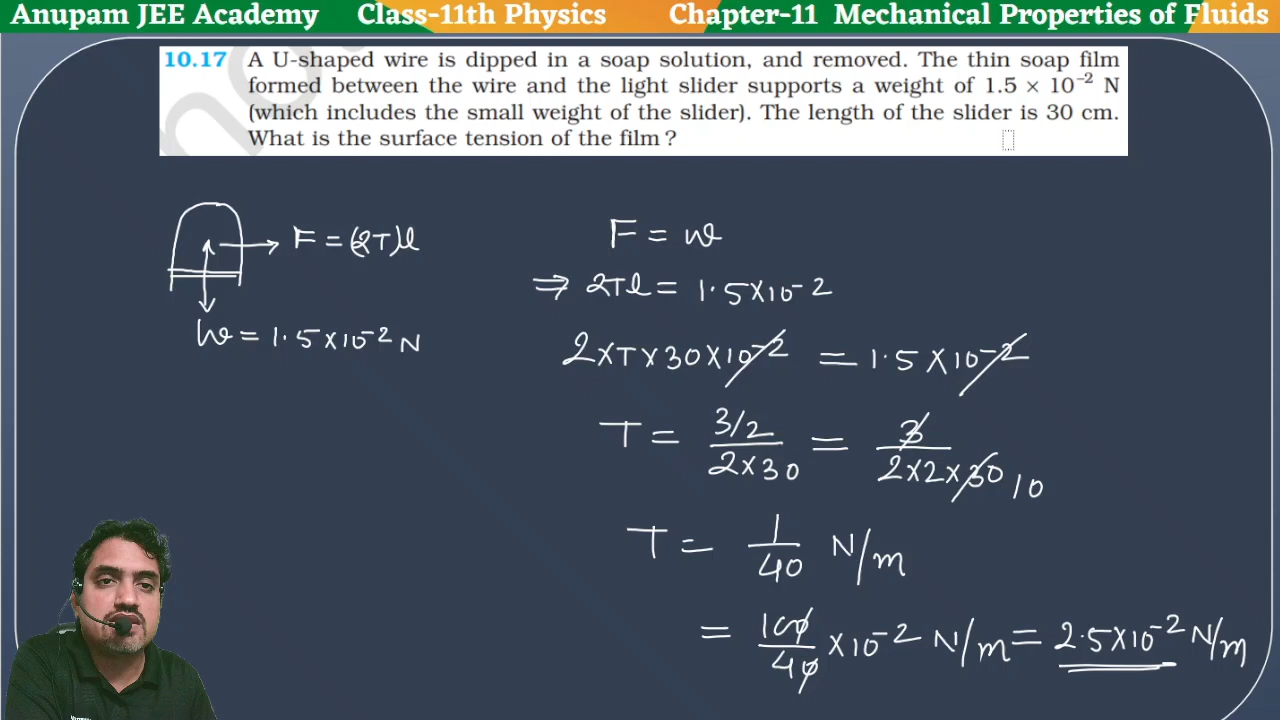 Anupam JEE Academy Class-11th Physics Chapter-11 Mechanical Properties of Fluids
10.17 A U-shaped wire is dipped in a soap solution, and removed. The thin soap film
formed between the wire and the light slider supports a weight of 1.5 × 10⁻² N
(which includes the small weight of the slider). The length of the slider is 30 cm.
What is the surface tension of the film ?
F = (2T)l
W = 1.5 × 10⁻² N
F = W
⇒ 2Tl = 1.5 × 10⁻²
2 × T × 30 × 10⁻² = 1.5 × 10⁻²
T = (3/2)/(2 × 30) = 3/(2 × 2 × 30) 10
T = 1/40 N/m
= 100/40 × 10⁻² N/m = 2.5 × 10⁻² N/m